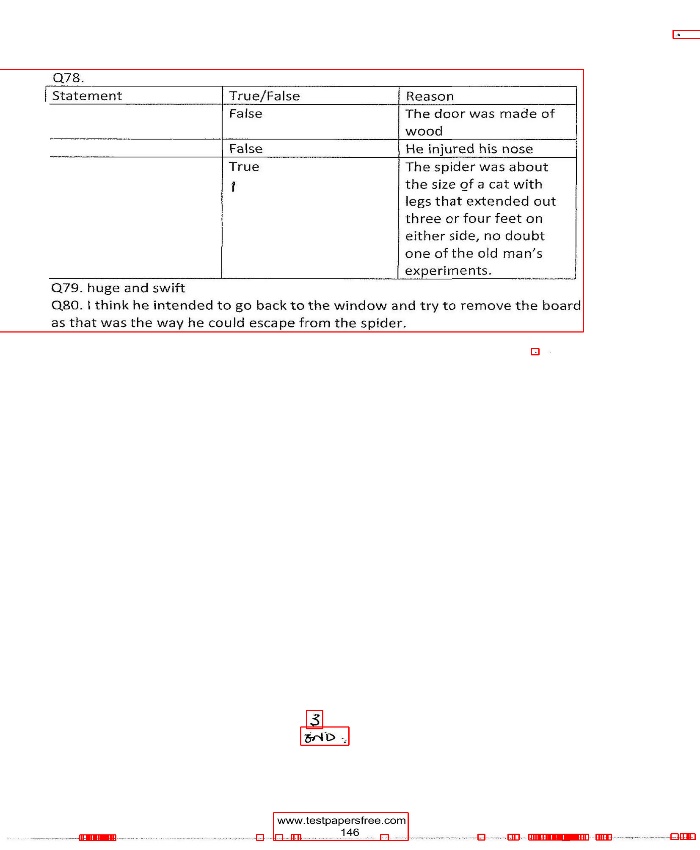 Q78.
Statement True/False Reason
False The door was made of
wood
False He injured his nose
True The spider was about
the size of a cat with
legs that extended out
three or four feet on
either side, no doubt
one of the old man's
experiments.
Q79. huge and swift
Q80. I think he intended to go back to the window and try to remove the board
as that was the way he could escape from the spider.
3
END.
www.testpapersfree.com
146